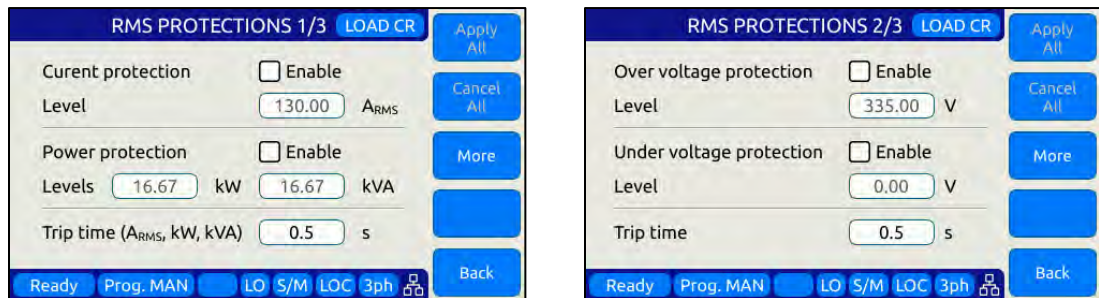 RMS PROTECTIONS 1/3 LOAD CR
Apply All
Curent protection Enable
Level 130.00 ARMS
Cancel All
Power protection Enable
More
Levels 16.67 kW 16.67 kVA
Trip time (ARMS, kW, kVA) 0.5 s
Back
Ready Prog. MAN LO S/M LOC 3ph
RMS PROTECTIONS 2/3 LOAD CR
Apply All
Over voltage protection Enable
Level 335.00 V
Cancel All
Under voltage protection Enable
More
Level 0.00 V
Trip time 0.5 s
Back
Ready Prog. MAN LO S/M LOC 3ph